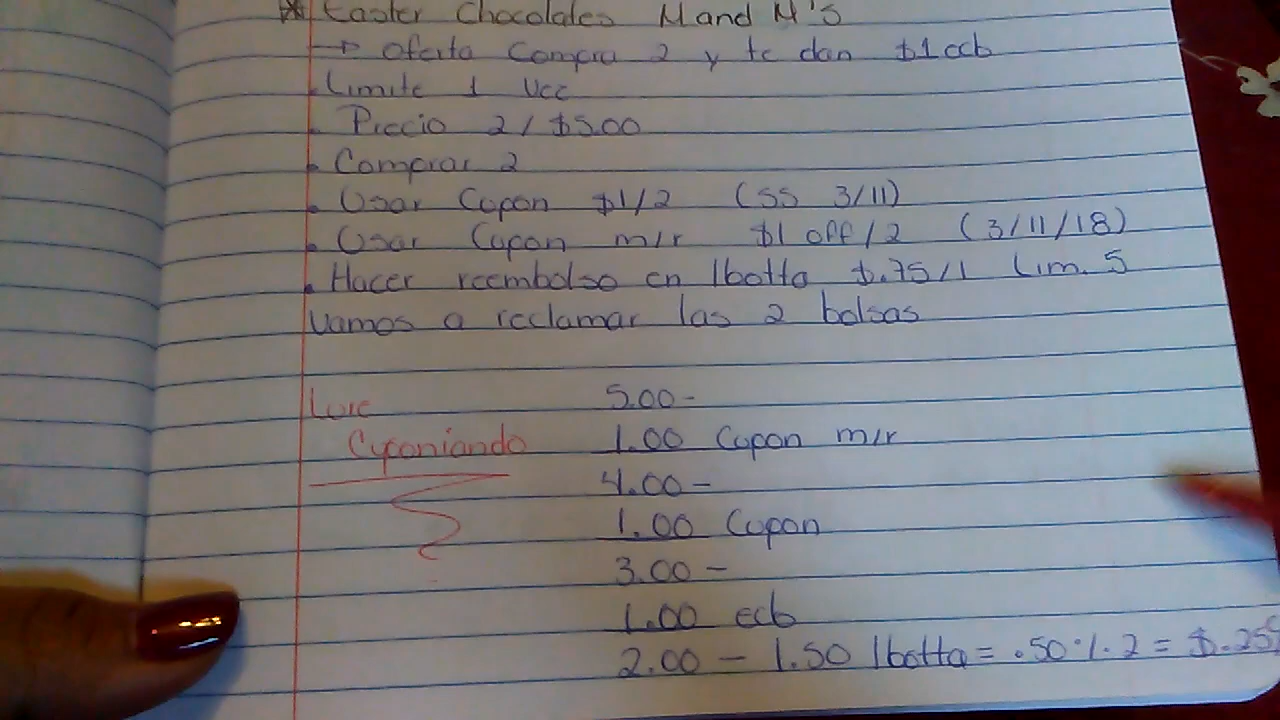 * Easter Chocolates M and M's
→ Oferta Compra 2 y te dan $1 ecb
. Limite 1 vez
. Precio 2/$5.00
. Comprar 2
. Usar Cupon $1/2 (SS 3/11)
. Usar Cupon m/r $1 off/2 (3/11/18)
. Hacer reembolso en Ibotta $.75/1 Lim. 5
Vamos a reclamar las 2 bolsas
5.00-
Luie
1.00 Cupon m/r
Cuponiando
4.00-
1.00 Cupon
3.00-
1.00 ecb
2.00 - 1.50 Ibotta = .50 ÷ 2 = $.25¢